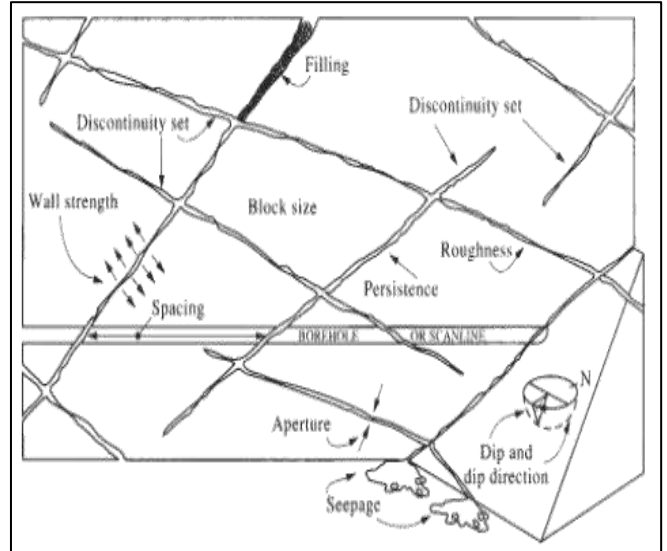 Filling
Discontinuity set
Discontinuity set
Wall strength
Block size
Roughness
Persistence
Spacing
BOREHOLE OR SCANLINE
N
Aperture
Dip and
dip direction
Seepage